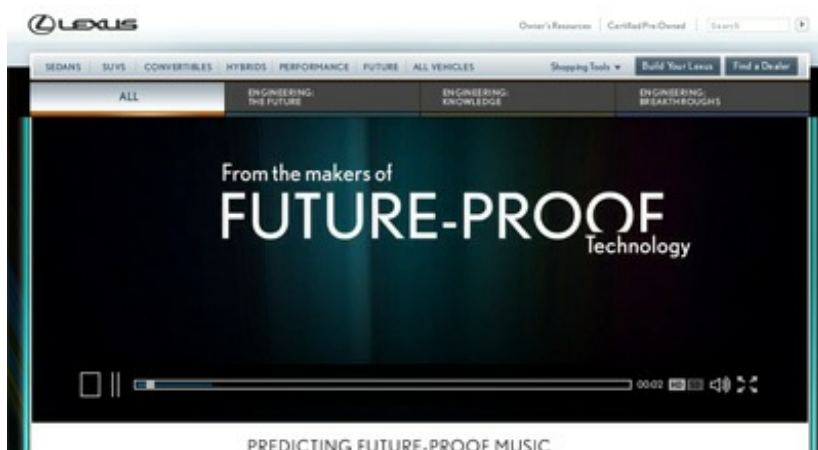 LEXUS
Owner's Resources Certified Pre-Owned Search
SEDANS SUVS CONVERTIBLES HYBRIDS PERFORMANCE FUTURE ALL VEHICLES Shopping Tools Build Your Lexus Find a Dealer
ALL
ENGINEERING:
THE FUTURE
ENGINEERING:
KNOWLEDGE
ENGINEERING:
BREAKTHROUGHS
From the makers of
FUTURE-PROOF
Technology
00:02 HD
PREDICTING FUTURE-PROOF MUSIC